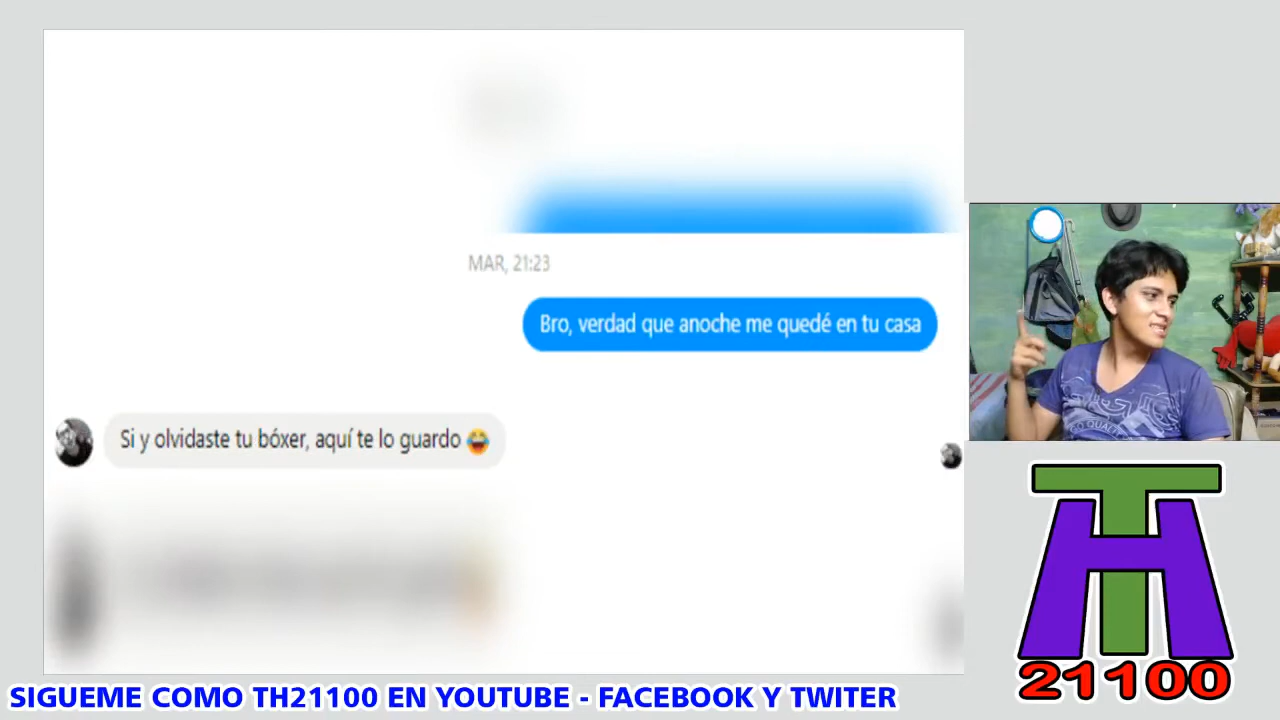 MAR, 21:23
Bro, verdad que anoche me quedé en tu casa
Si y olvidaste tu bóxer, aquí te lo guardo 😂
TH
21100
SIGUEME COMO TH21100 EN YOUTUBE - FACEBOOK Y TWITER